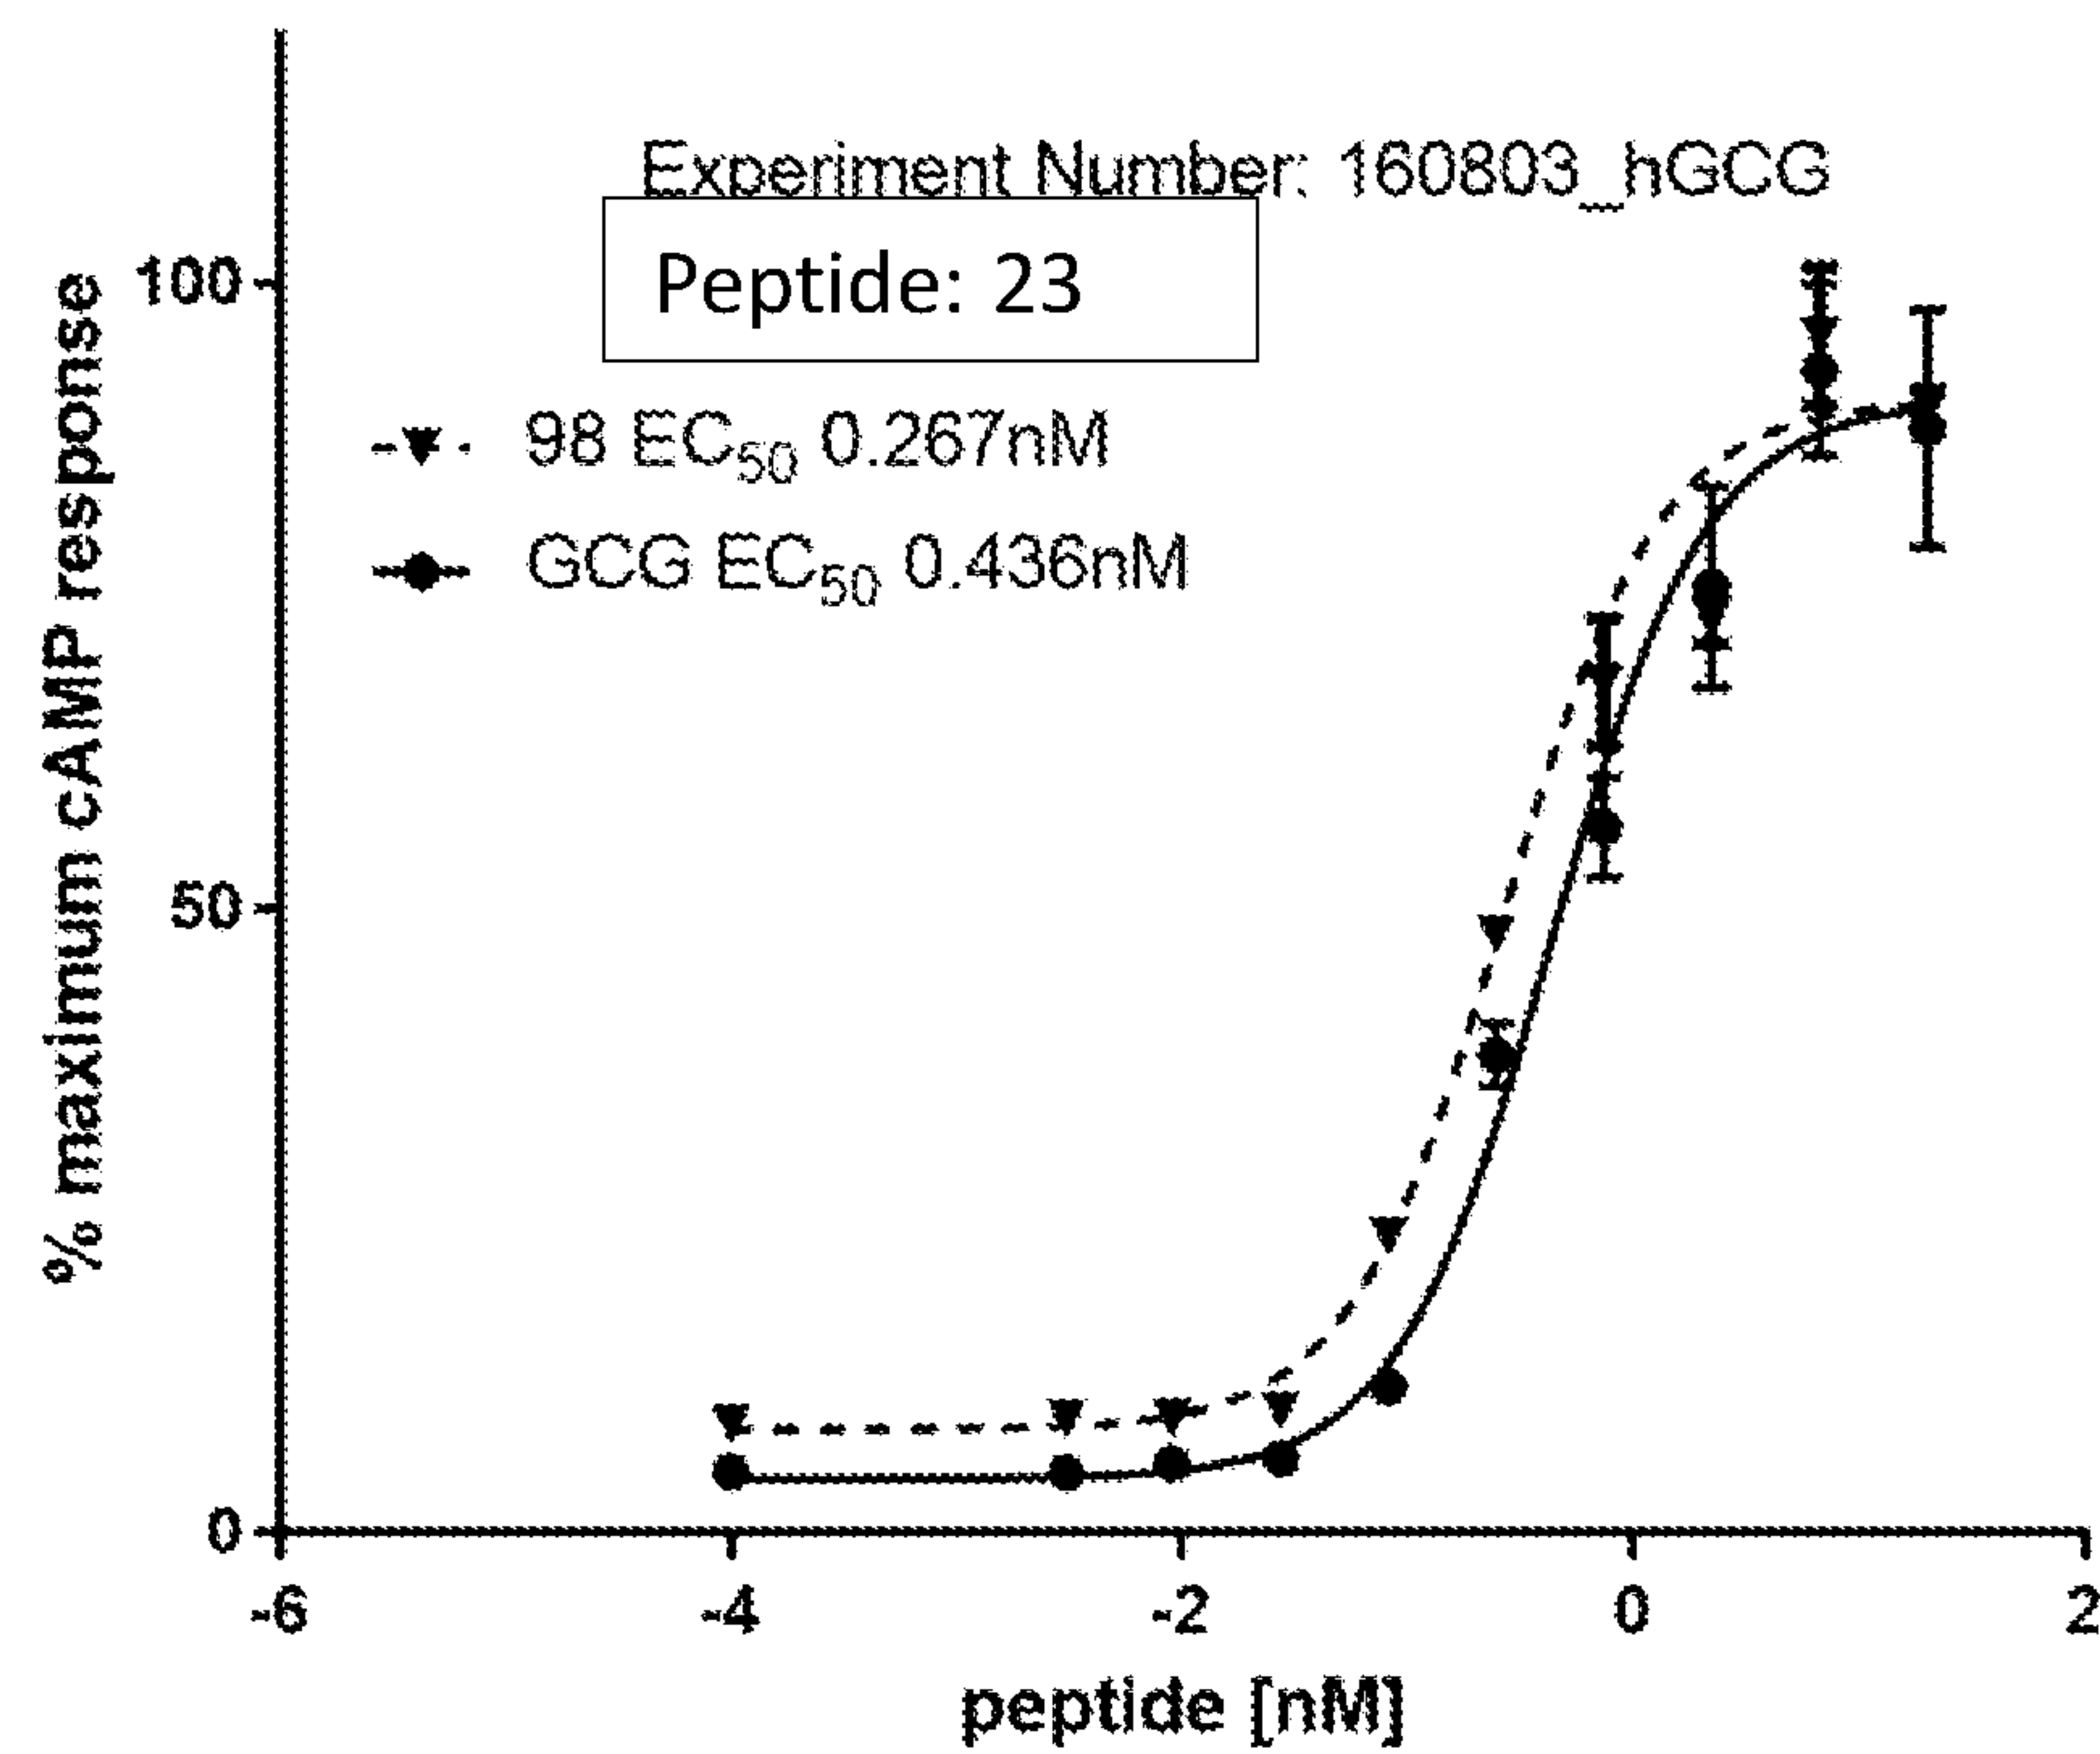 Experiment Number: 160803_hGCG
Peptide: 23
98 EC50 0.267nM
GCG EC50 0.436nM
% maximum cAMP response
100
50
0
-6 -4 -2 0 2
peptide [nM]